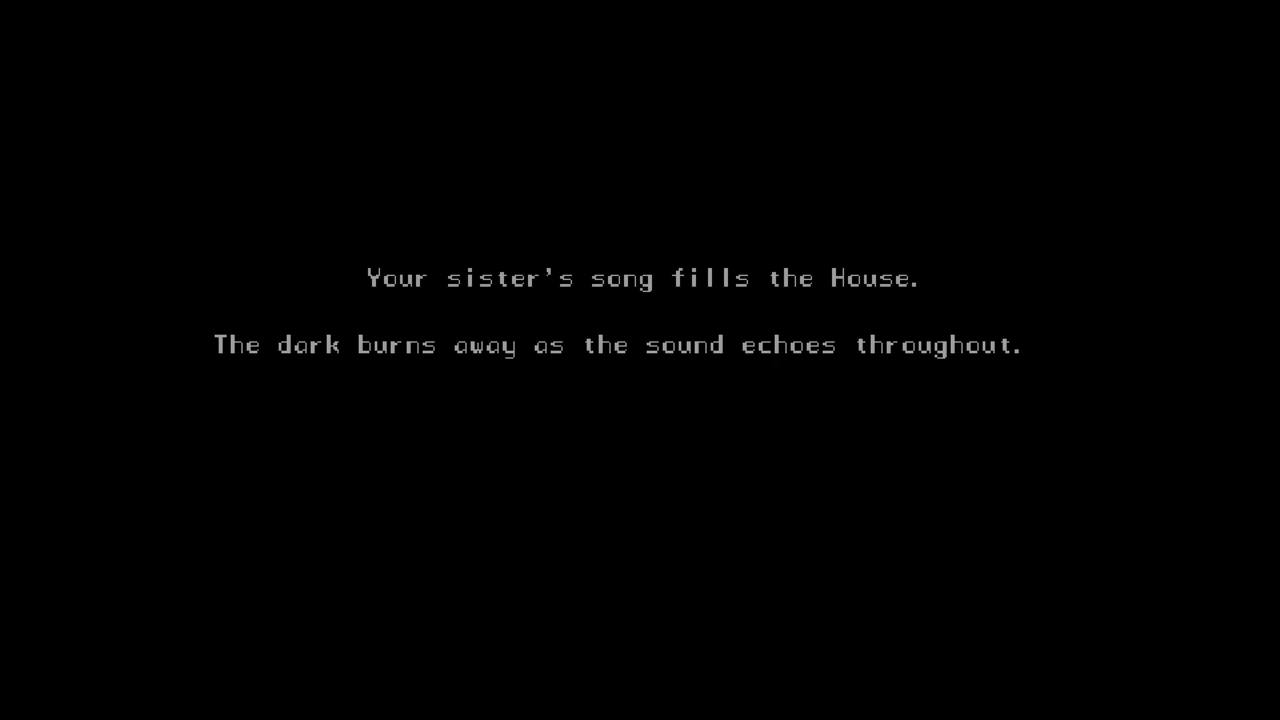 Your sister's song fills the House.
The dark burns away as the sound echoes throughout.